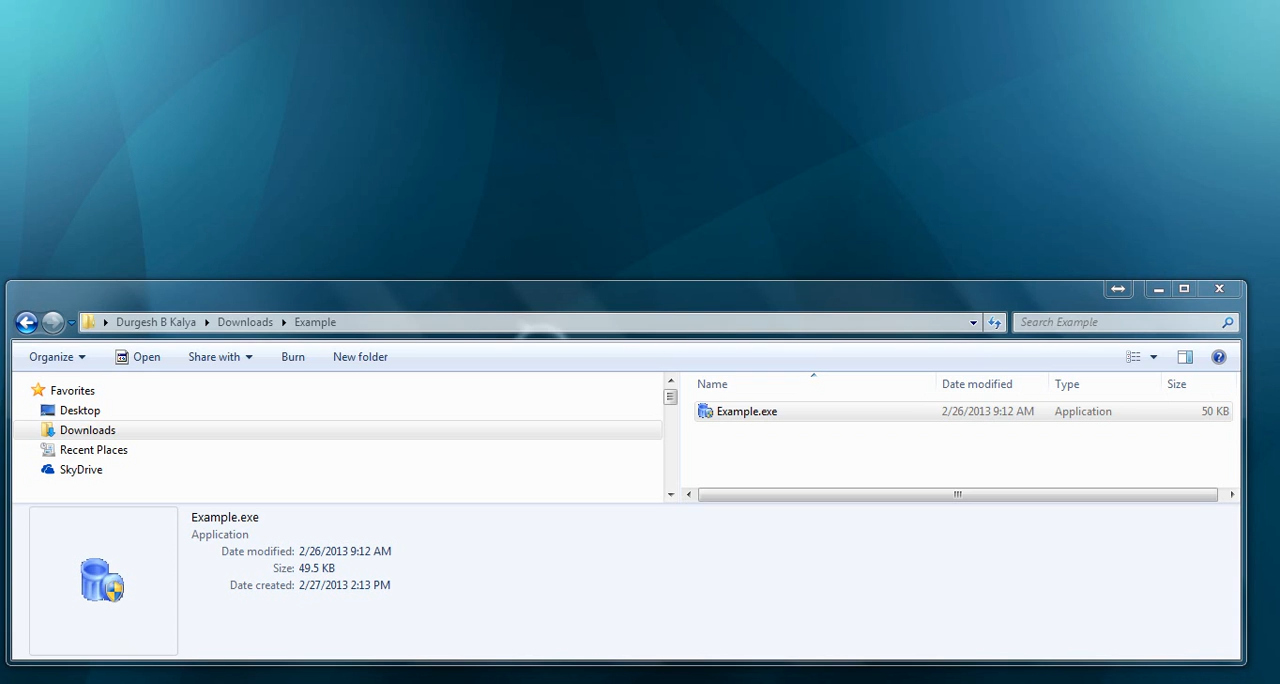 Durgesh B Kalya Downloads Example Search Example
Organize Open Share with Burn New folder
Favorites
Desktop
Downloads
Recent Places
SkyDrive
Name Date modified Type Size
Example.exe 2/26/2013 9:12 AM Application 50 KB
Example.exe
Application
Date modified: 2/26/2013 9:12 AM
Size: 49.5 KB
Date created: 2/27/2013 2:13 PM